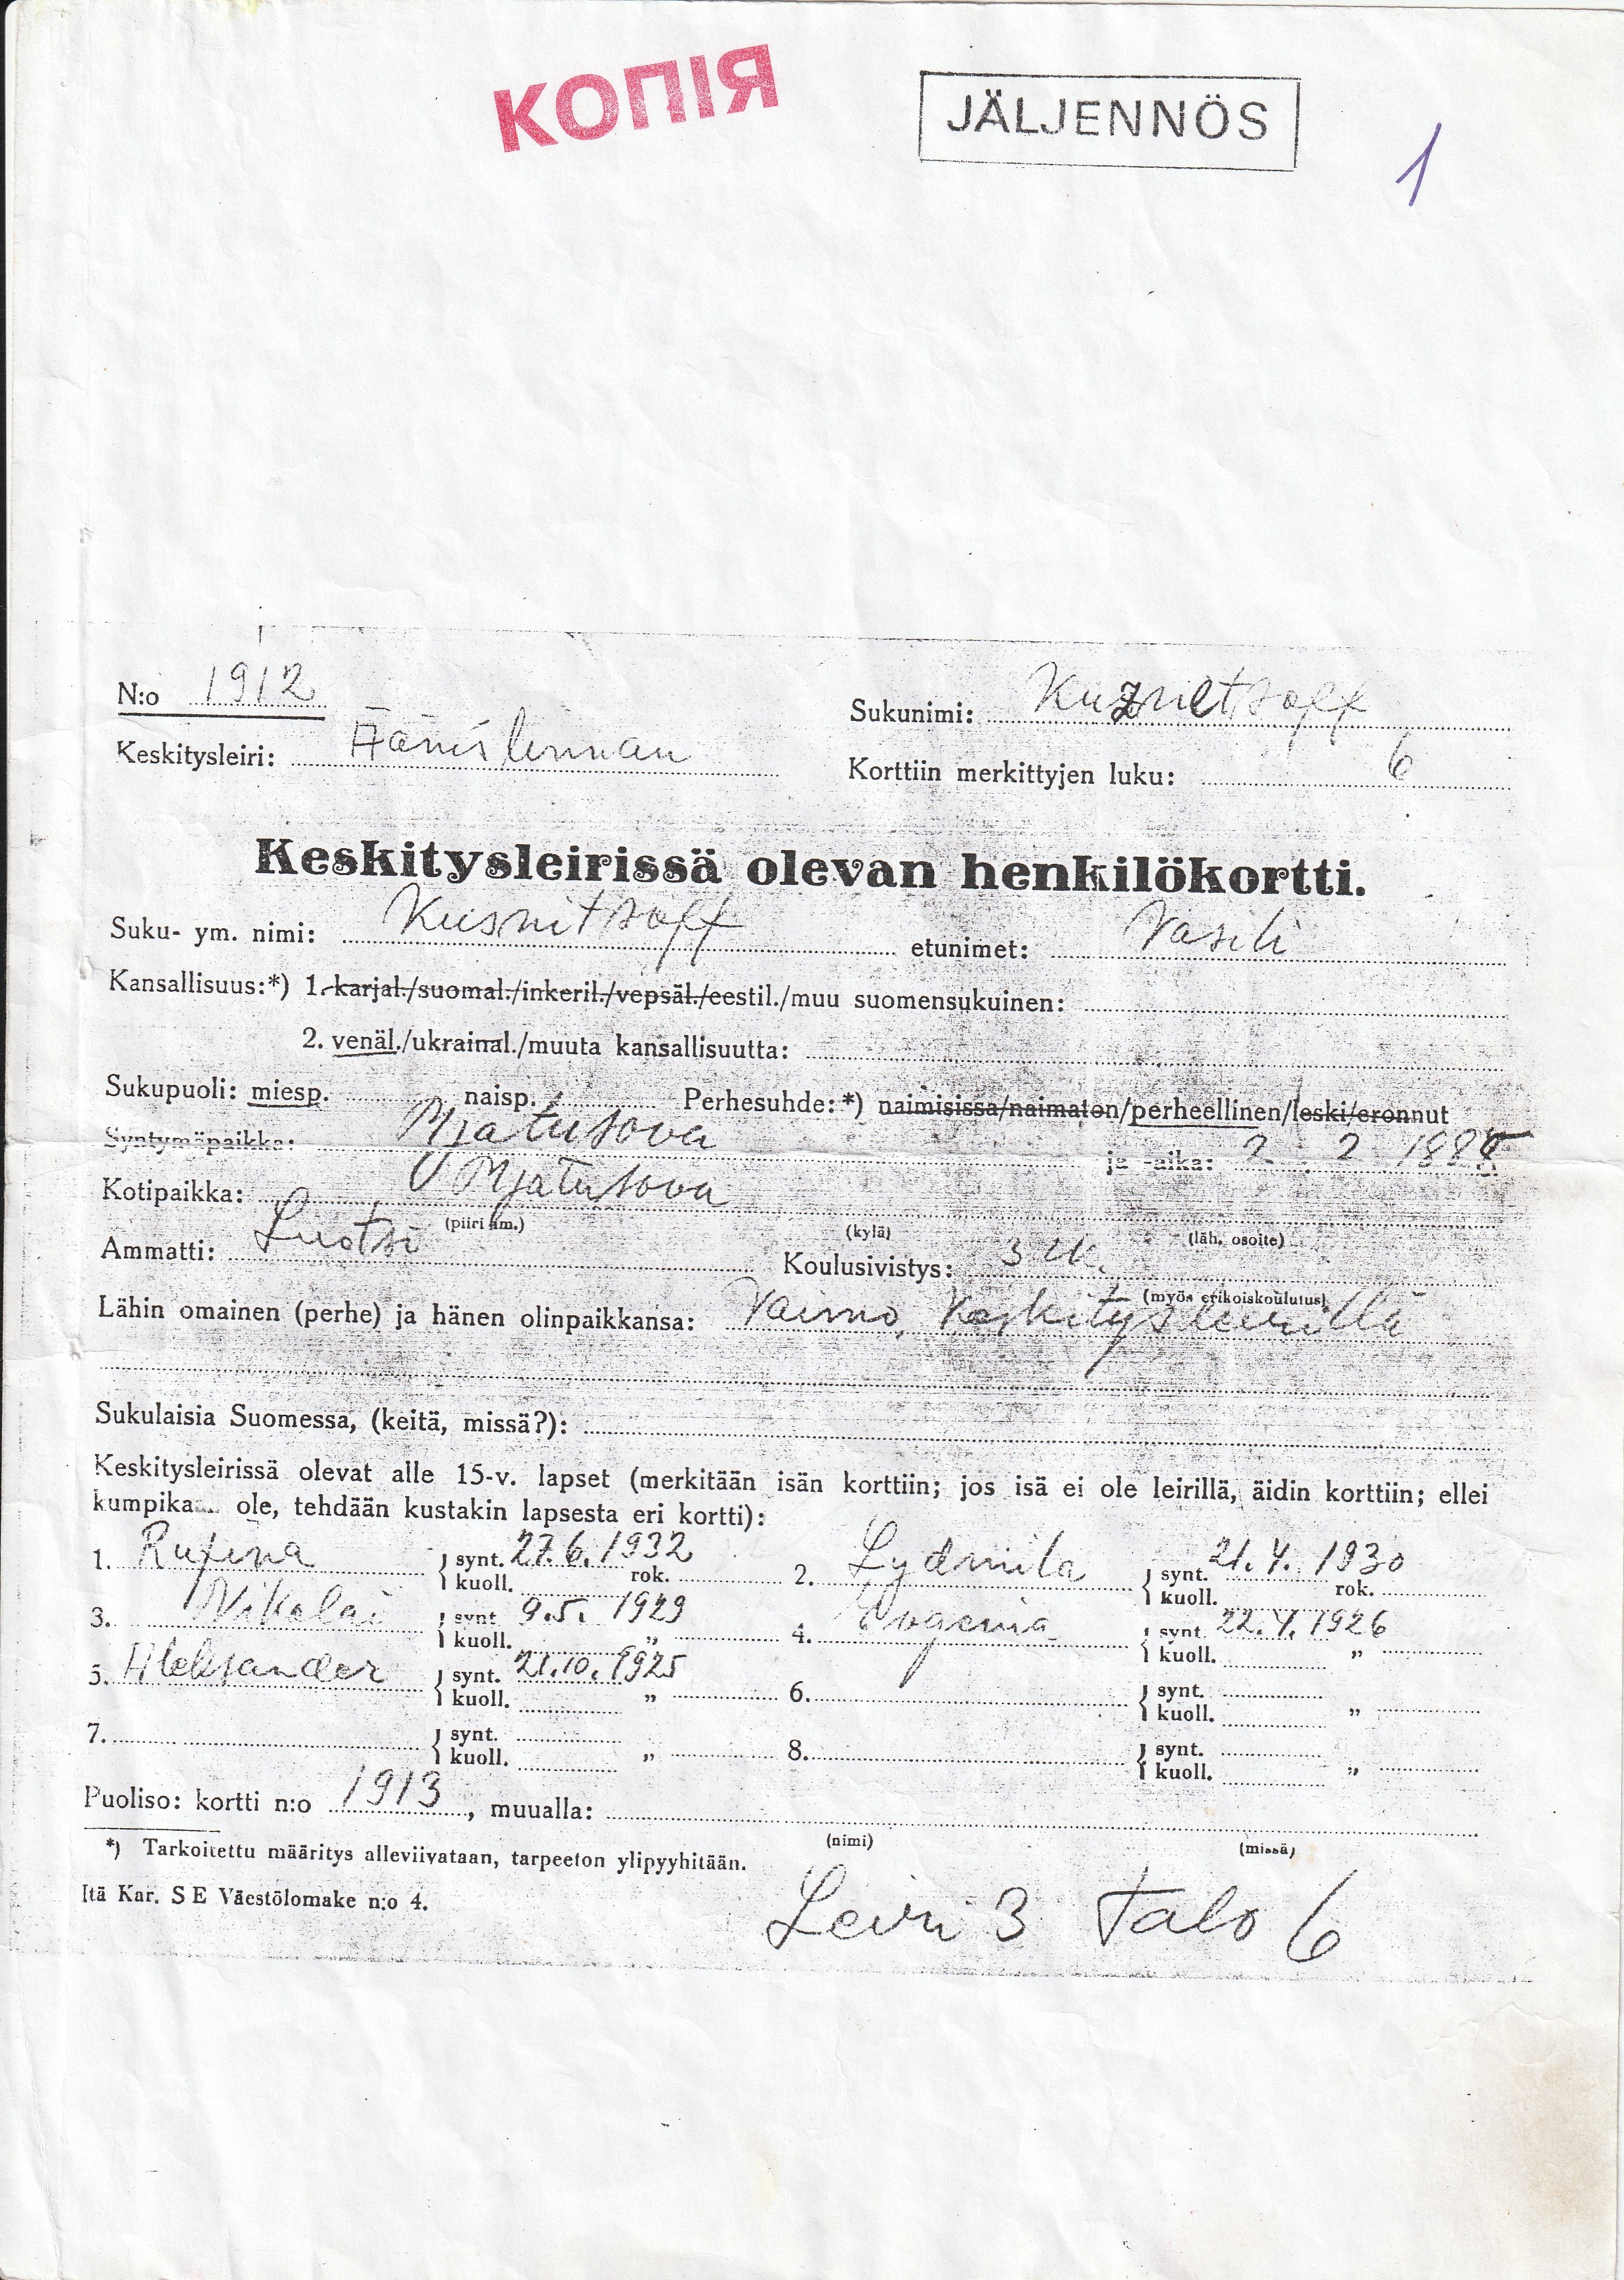 КОПІЯ
JÄLJENNÖS
1
N:o 1912
Sukunimi: Kuznetsoff
Keskitysleiri: Äänislinnan
Korttiin merkittyjen luku: 6
Keskitysleirissä olevan henkilökortti.
Suku- ym. nimi: Kusnitsoff etunimet: Vasili
Kansallisuus:*) 1. karjal./suomal./inkeril./vepsäl./eestil./muu suomensukuinen:
2. venäl./ukrainal./muuta kansallisuutta:
Sukupuoli: miesp. naisp. Perhesuhde:*) naimisissa/naimaton/perheellinen/leski/eronnut
Syntymäpaikka: Mjatusova ja -aika: 2. 2. 188
Kotipaikka: Mjatusova
(piiri ym.) (kylä) (läh. osoite)
Ammatti: Luotsi Koulusivistys: 3 lk.
(myös erikoiskoulutus)
Lähin omainen (perhe) ja hänen olinpaikkansa: Vaimo, Keskitysleirillä
Sukulaisia Suomessa, (keitä, missä?):
Keskitysleirissä olevat alle 15-v. lapset (merkitään isän korttiin; jos isä ei ole leirillä, äidin korttiin; ellei
kumpika... ole, tehdään kustakin lapsesta eri kortti):
1. Rufina synt. 27.6.1932 kuoll. rok. 2. Lydmila synt. 21.4.1930 kuoll. rok.
3. Nikolai synt. 9.5.1929 kuoll. „ 4. Evgenia synt. 22.4.1926 kuoll. „
5. Aleksander synt. 21.10.1925 kuoll. „ 6. synt. kuoll. „
7. synt. kuoll. „ 8. synt. kuoll. „
Puoliso: kortti n:o 1913, muualla:
(nimi) (missä)
*) Tarkoitettu määritys alleviivataan, tarpeeton ylipyyhitään.
Itä Kar. S E Väestölomake n:o 4.
Leiri 3 Talo 6